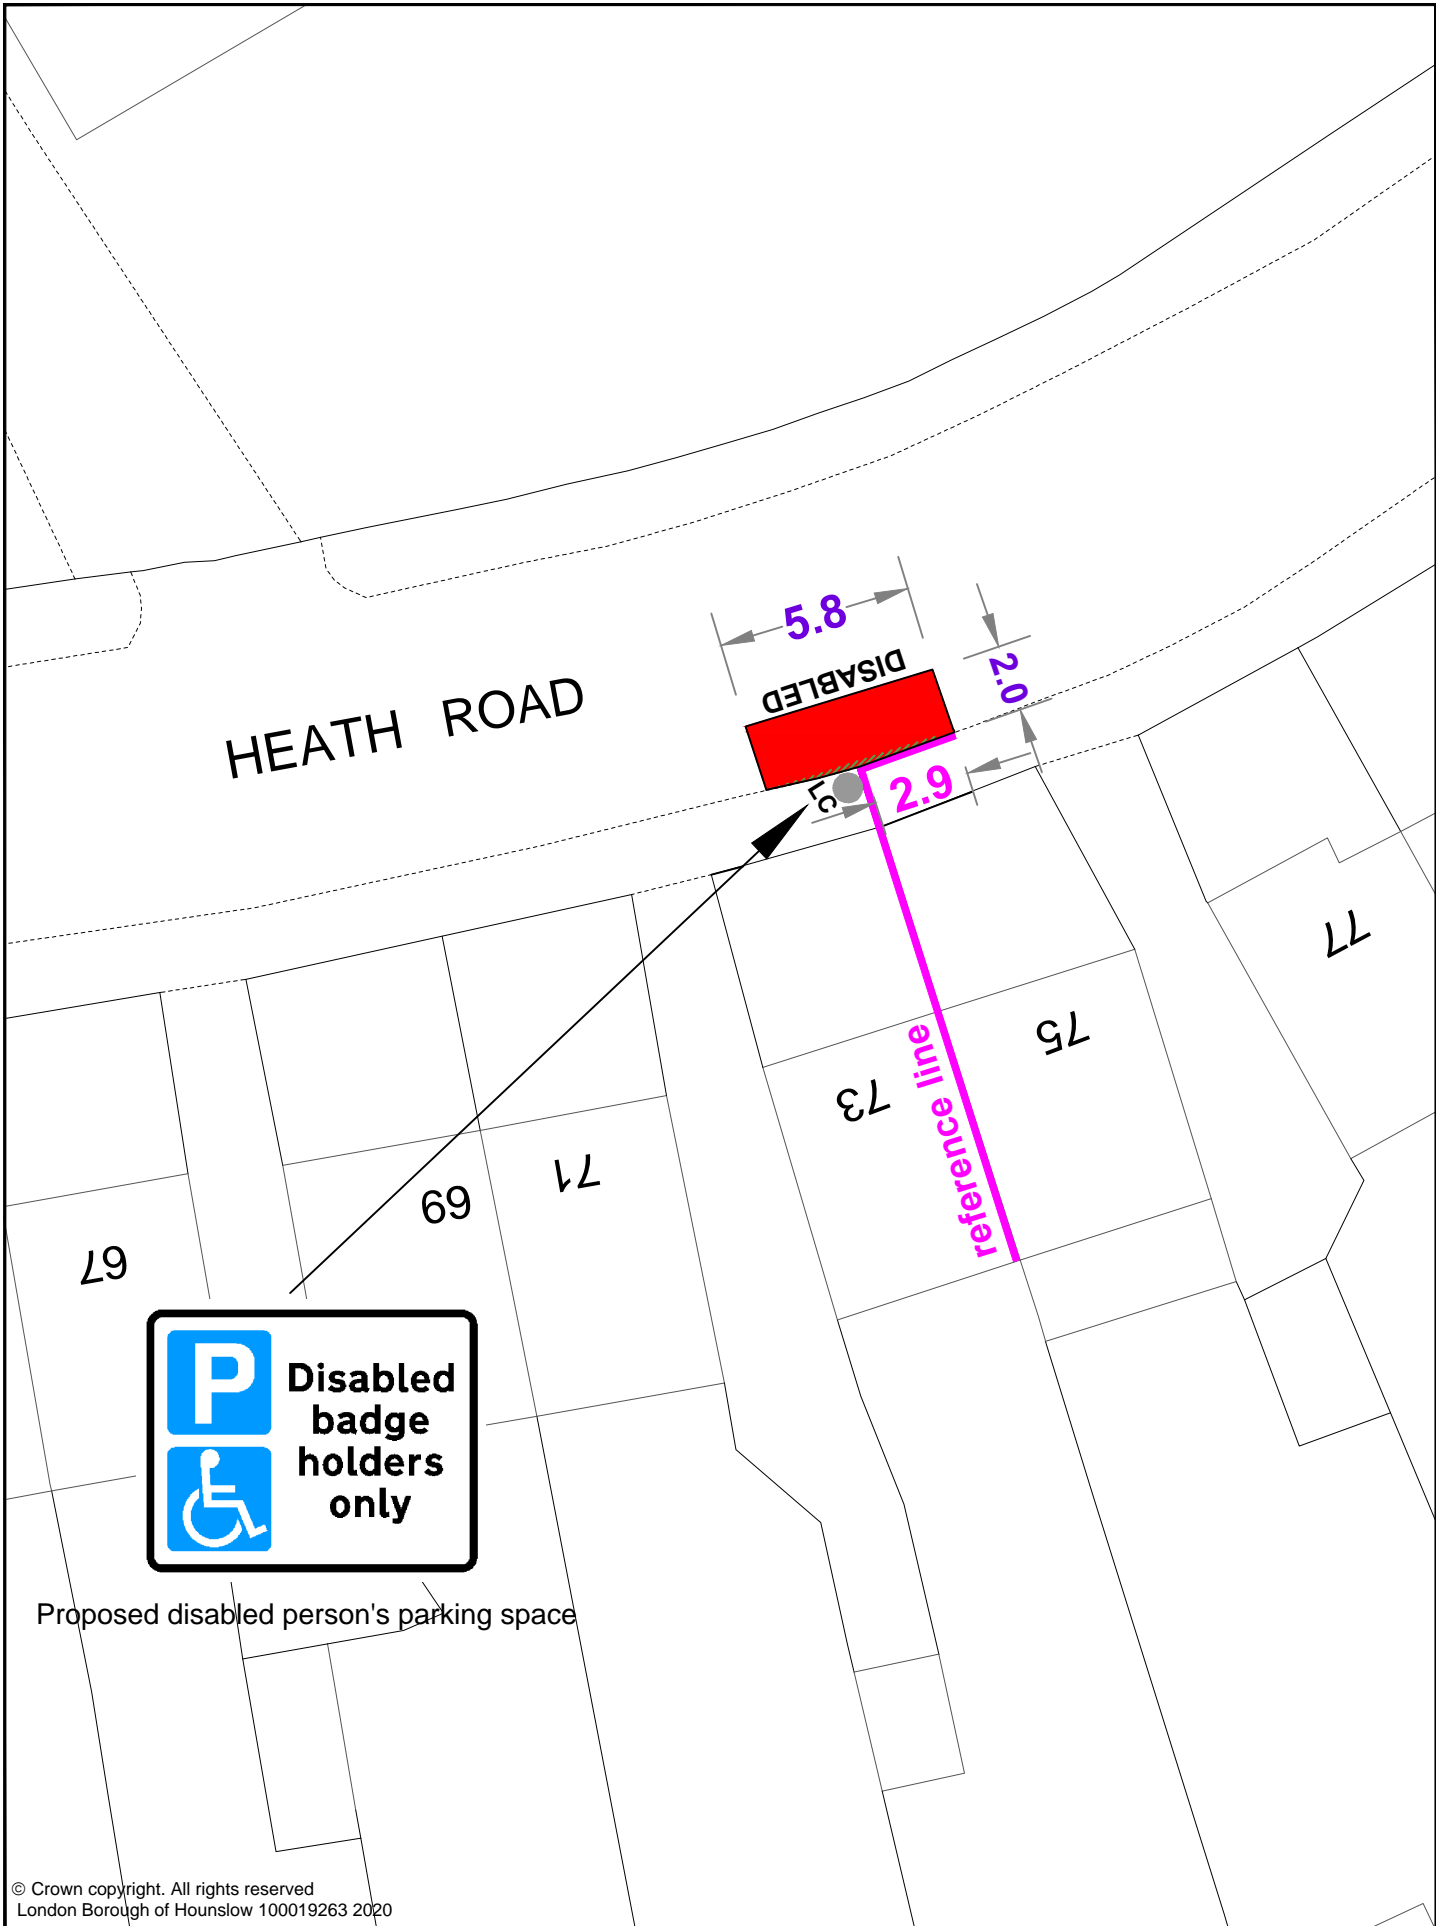 5.8
DISABLED
2.0
HEATH ROAD
2.9
LC
77
75
73
reference line
71
69
67
P
Disabled
badge
holders
only
Proposed disabled person's parking space
© Crown copyright. All rights reserved
London Borough of Hounslow 100019263 2020